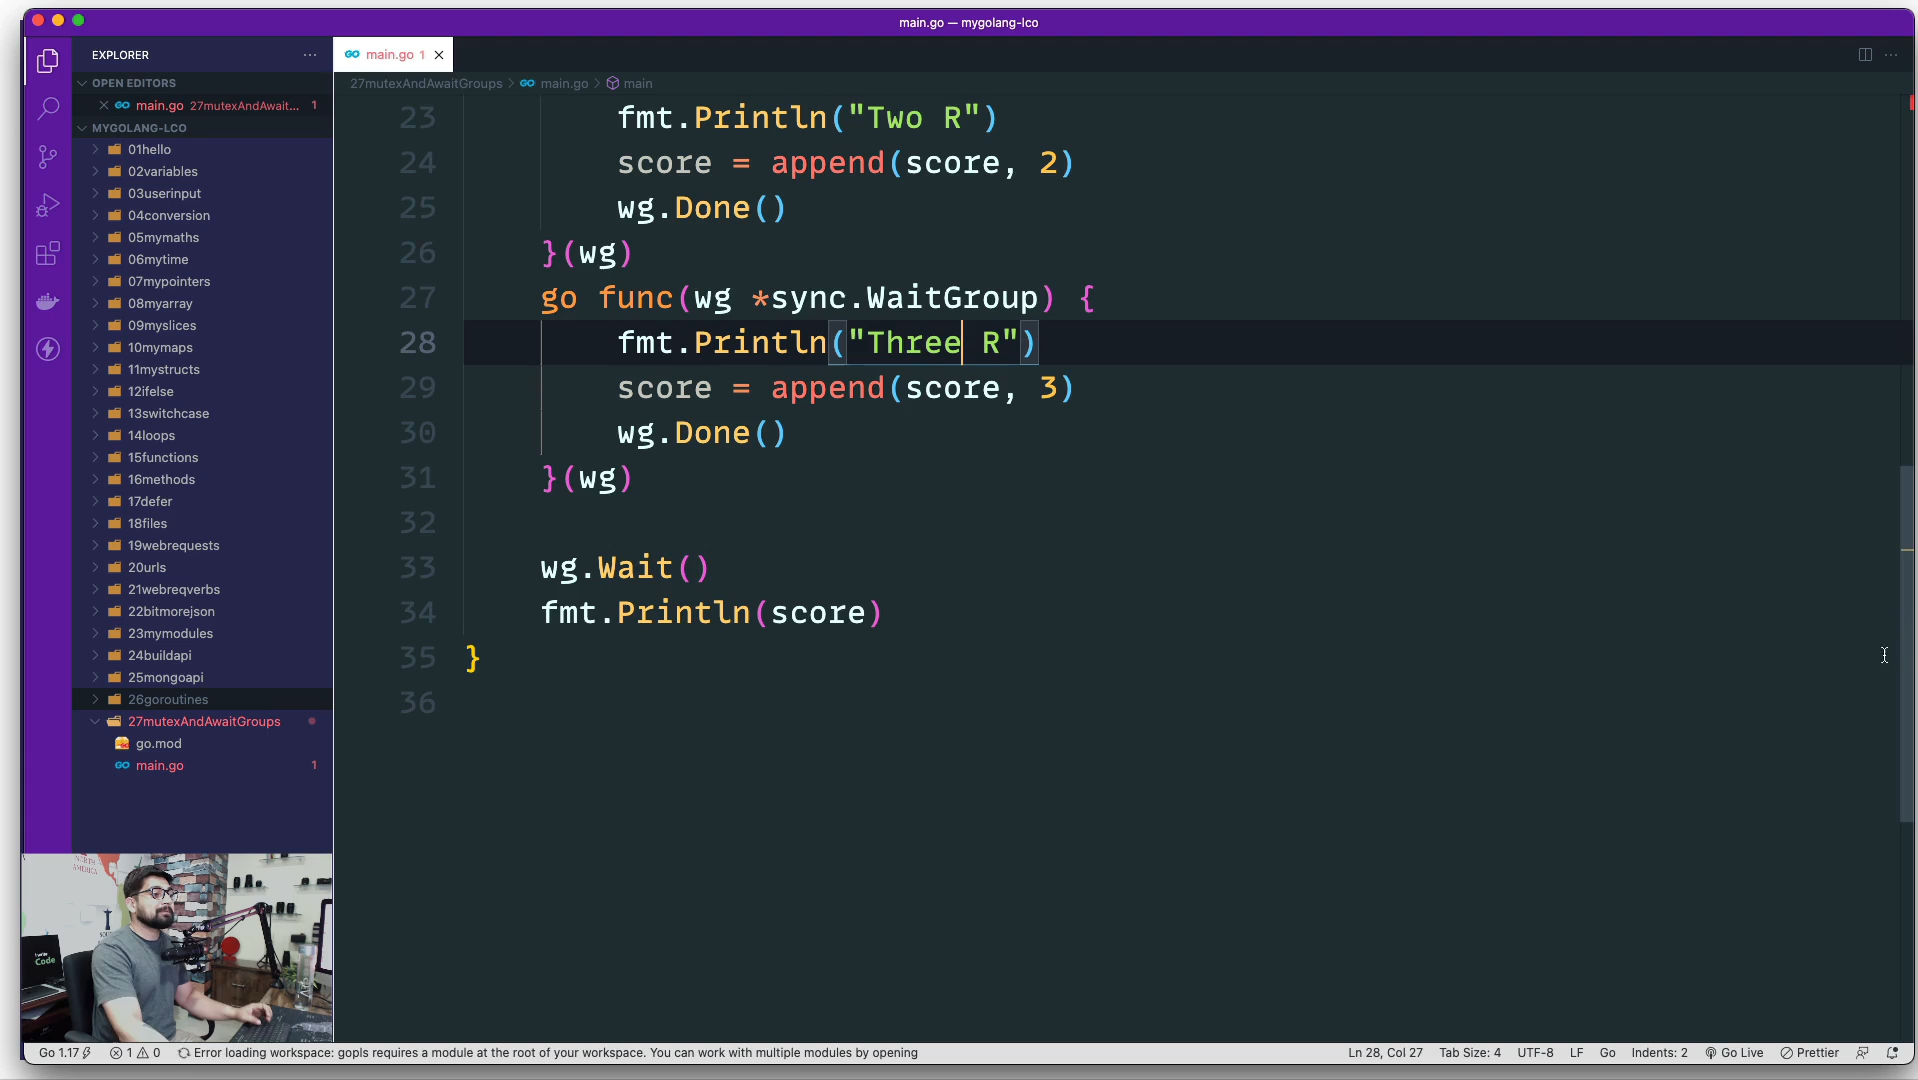 main.go — mygolang-lco
EXPLORER
main.go 1
OPEN EDITORS
main.go 27mutexAndAwait... 1
MYGOLANG-LCO
01hello
02variables
03userinput
04conversion
05mymaths
06mytime
07mypointers
08myarray
09myslices
10mymaps
11mystructs
12ifelse
13switchcase
14loops
15functions
16methods
17defer
18files
19webrequests
20urls
21webreqverbs
22bitmorejson
23mymodules
24buildapi
25mongoapi
26goroutines
27mutexAndAwaitGroups
go.mod
main.go 1
27mutexAndAwaitGroups > main.go > main
23 fmt.Println("Two R")
24 score = append(score, 2)
25 wg.Done()
26 }(wg)
27 go func(wg *sync.WaitGroup) {
28 fmt.Println("Three R")
29 score = append(score, 3)
30 wg.Done()
31 }(wg)
32
33 wg.Wait()
34 fmt.Println(score)
35 }
36
NORTH
AMERICA
Code
Go 1.17 1 0 Error loading workspace: gopls requires a module at the root of your workspace. You can work with multiple modules by opening
Ln 28, Col 27 Tab Size: 4 UTF-8 LF Go Indents: 2 Go Live Prettier